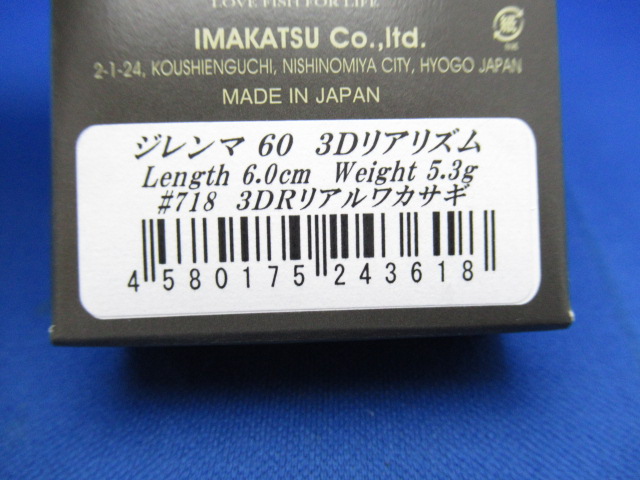 LOVE FISH FOR LIFE
IMAKATSU Co.,ltd.
2-1-24, KOUSHIENGUCHI, NISHINOMIYA CITY, HYOGO JAPAN
MADE IN JAPAN
ジレンマ 60 3Dリアリズム
Length 6.0cm Weight 5.3g
#718 3DRリアルワカサギ
4 580175 243618